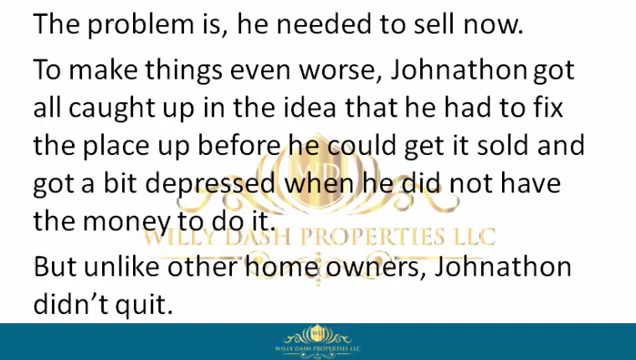 The problem is, he needed to sell now.
To make things even worse, Johnathon got
all caught up in the idea that he had to fix
the place up before he could get it sold and
got a bit depressed when he did not have
the money to do it.
WILLY DASH PROPERTIES LLC
But unlike other home owners, Johnathon
didn't quit.
WILLY DASH PROPERTIES LLC